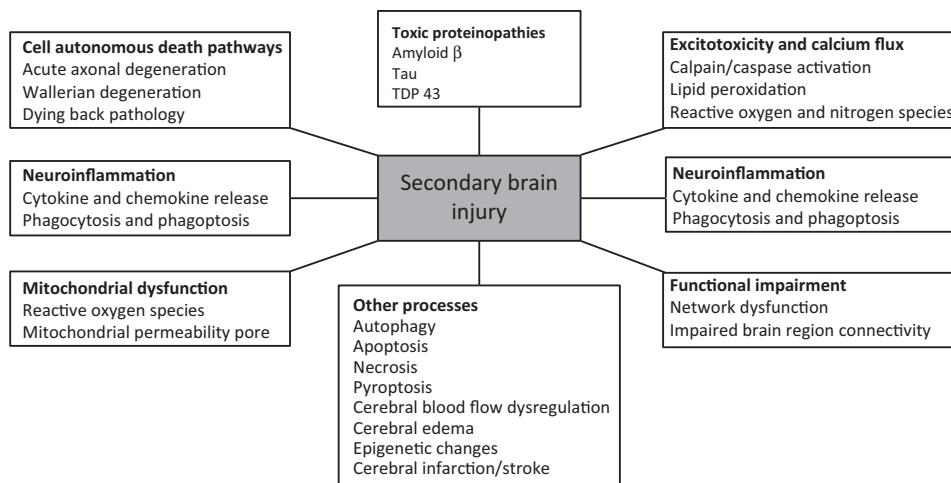 Cell autonomous death pathways
Acute axonal degeneration
Wallerian degeneration
Dying back pathology
Toxic proteinopathies
Amyloid β
Tau
TDP 43
Excitotoxicity and calcium flux
Calpain/caspase activation
Lipid peroxidation
Reactive oxygen and nitrogen species
Neuroinflammation
Cytokine and chemokine release
Phagocytosis and phagoptosis
Secondary brain
injury
Neuroinflammation
Cytokine and chemokine release
Phagocytosis and phagoptosis
Mitochondrial dysfunction
Reactive oxygen species
Mitochondrial permeability pore
Other processes
Autophagy
Apoptosis
Necrosis
Pyroptosis
Cerebral blood flow dysregulation
Cerebral edema
Epigenetic changes
Cerebral infarction/stroke
Functional impairment
Network dysfunction
Impaired brain region connectivity